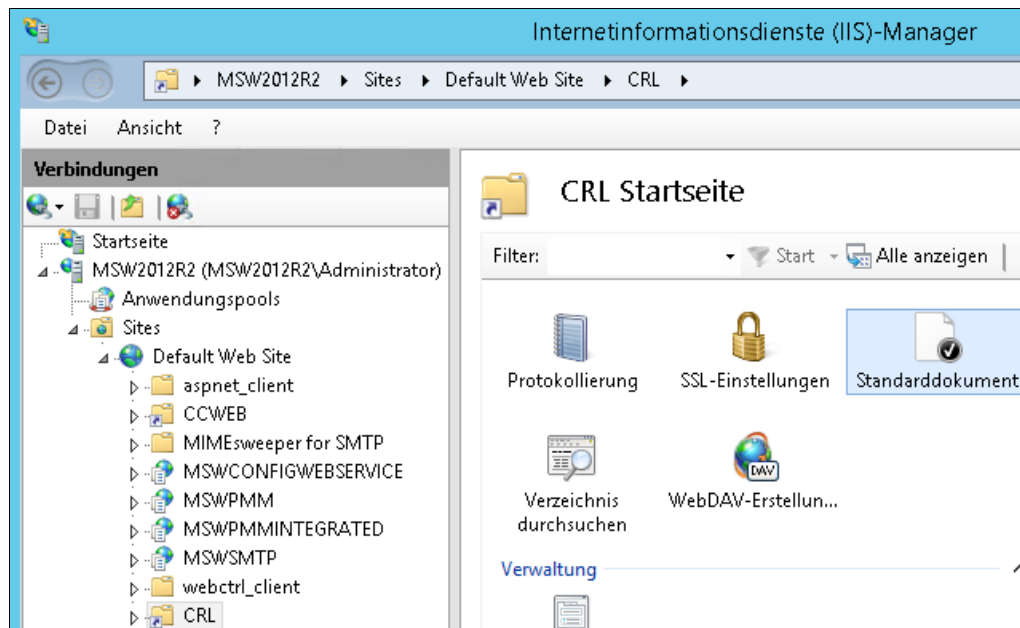 Internetinformationsdienste (IIS)-Manager
MSW2012R2 Sites Default Web Site CRL
Datei Ansicht ?
Verbindungen
Startseite
MSW2012R2 (MSW2012R2\Administrator)
Anwendungspools
Sites
Default Web Site
aspnet_client
CCWEB
MIMEsweeper for SMTP
MSWCONFIGWEBSERVICE
MSWPMM
MSWPMMINTEGRATED
MSWSMTP
webctrl_client
CRL
CRL Startseite
Filter: Start Alle anzeigen
Protokollierung SSL-Einstellungen Standarddokument
DAV
Verzeichnis durchsuchen WebDAV-Erstellun...
Verwaltung